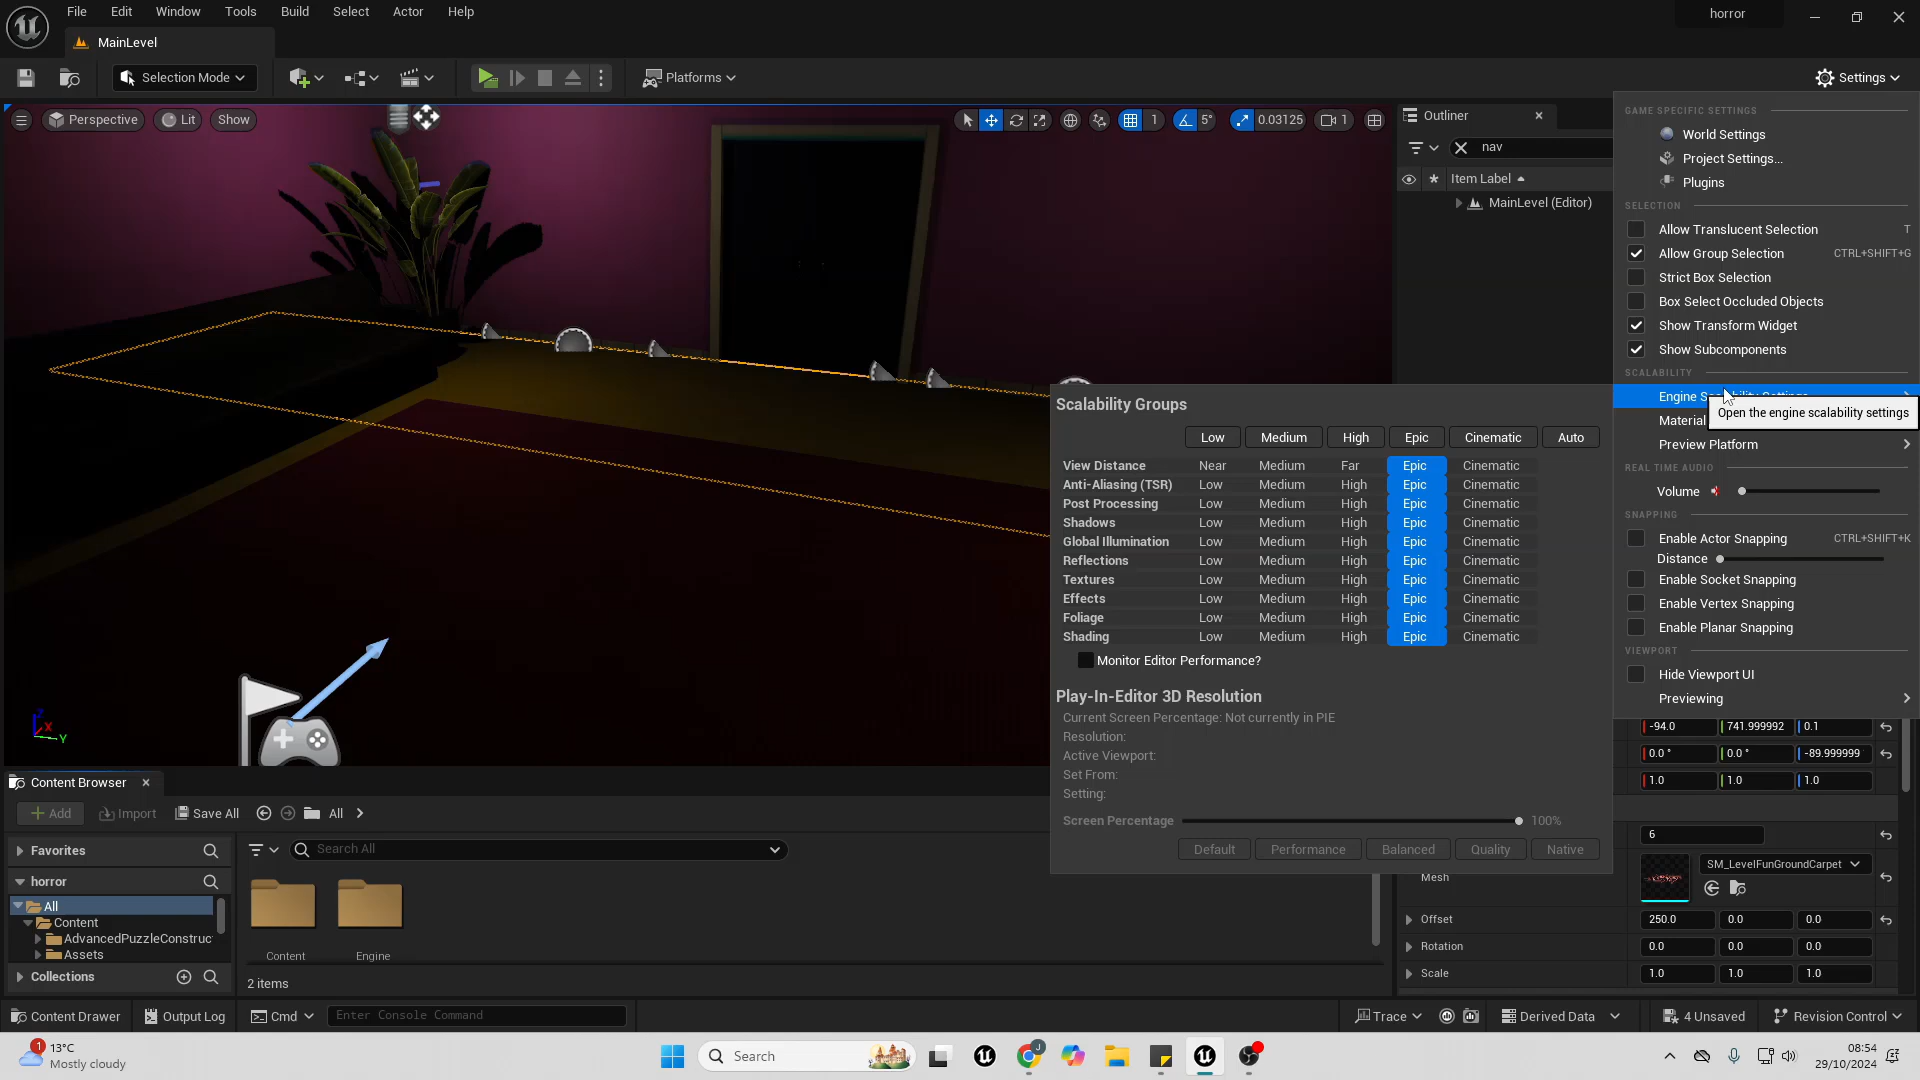 File Edit Window Tools Build Select Actor Help
horror
MainLevel
Selection Mode
Platforms
Settings
Perspective Lit Show
1 5° 0.03125 1
Outliner
nav
Item Label
MainLevel (Editor)
GAME SPECIFIC SETTINGS
World Settings
Project Settings...
Plugins
SELECTION
Allow Translucent Selection T
Allow Group Selection CTRL+SHIFT+G
Strict Box Selection
Box Select Occluded Objects
Show Transform Widget
Show Subcomponents
SCALABILITY
Engine Scalability Settings
Open the engine scalability settings
Material
Preview Platform
REAL TIME AUDIO
Volume
SNAPPING
Enable Actor Snapping CTRL+SHIFT+K
Distance
Enable Socket Snapping
Enable Vertex Snapping
Enable Planar Snapping
VIEWPORT
Hide Viewport UI
Previewing
Scalability Groups
Low Medium High Epic Cinematic Auto
View Distance Near Medium Far Epic Cinematic
Anti-Aliasing (TSR) Low Medium High Epic Cinematic
Post Processing Low Medium High Epic Cinematic
Shadows Low Medium High Epic Cinematic
Global Illumination Low Medium High Epic Cinematic
Reflections Low Medium High Epic Cinematic
Textures Low Medium High Epic Cinematic
Effects Low Medium High Epic Cinematic
Foliage Low Medium High Epic Cinematic
Shading Low Medium High Epic Cinematic
Monitor Editor Performance?
Play-In-Editor 3D Resolution
Current Screen Percentage: Not currently in PIE
Resolution:
Active Viewport:
Set From:
Setting:
Screen Percentage 100%
Default Performance Balanced Quality Native
-94.0 741.999992 0.1
0.0° 0.0° -89.999999
1.0 1.0 1.0
6
SM_LevelFunGroundCarpet
Mesh
Offset 250.0 0.0 0.0
Rotation 0.0 0.0 0.0
Scale 1.0 1.0 1.0
Z X Y
Content Browser
Add Import Save All All
Favorites
Search All
horror
All
Content
AdvancedPuzzleConstruc
Assets
Collections
Content Engine
2 items
Content Drawer Output Log Cmd Enter Console Command
Trace Derived Data 4 Unsaved Revision Control
1
13°C
Mostly cloudy
Search
J
08:54
29/10/2024